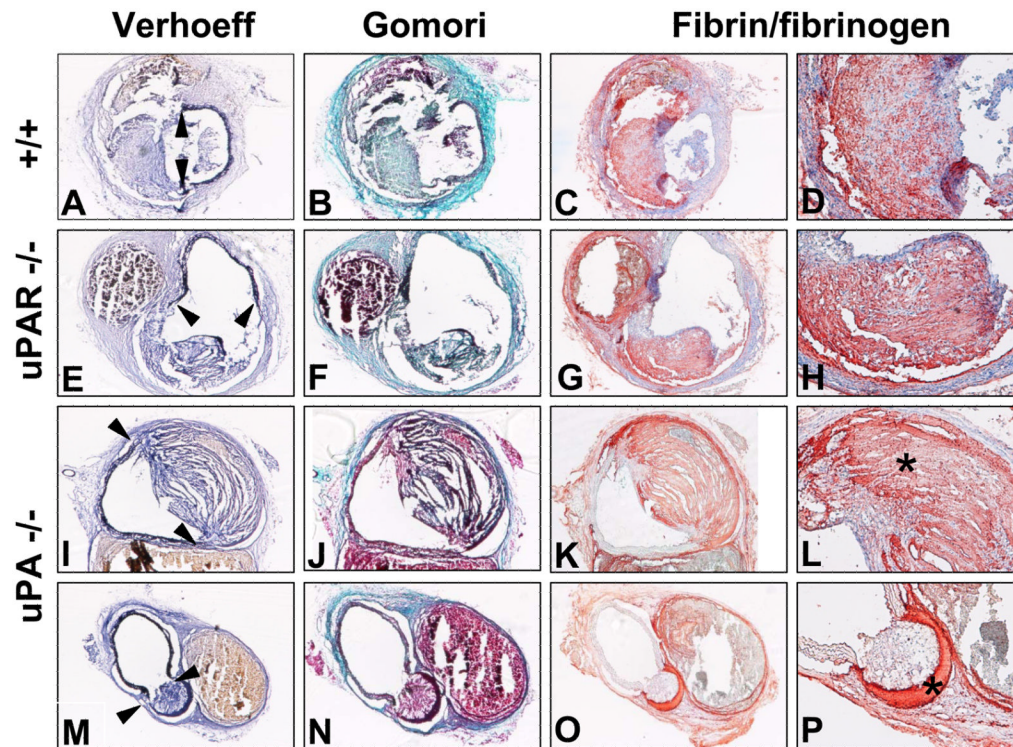 Verhoeff Gomori Fibrin/fibrinogen
+/+
A B C D
uPAR -/-
E F G H
uPA -/-
I J K L
*
M N O P
*